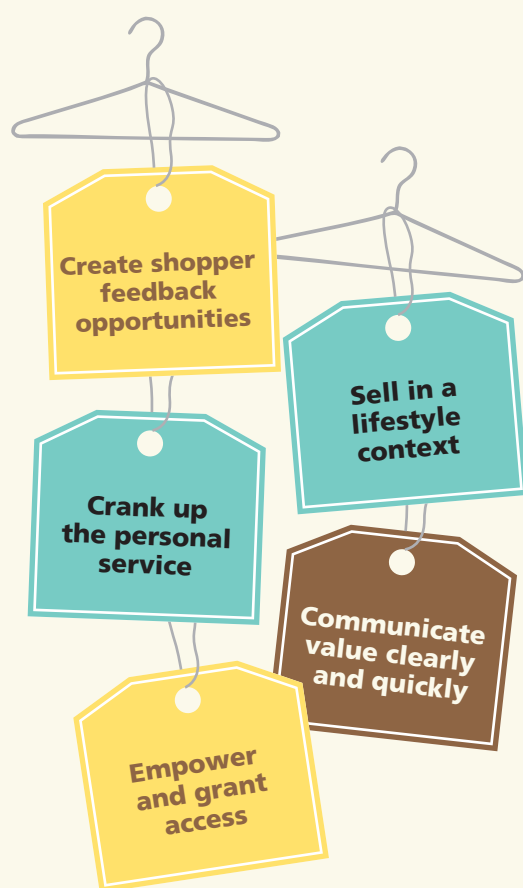 Create shopper
feedback
opportunities
Crank up
the personal
service
Empower
and grant
access
Sell in a
lifestyle
context
Communicate
value clearly
and quickly